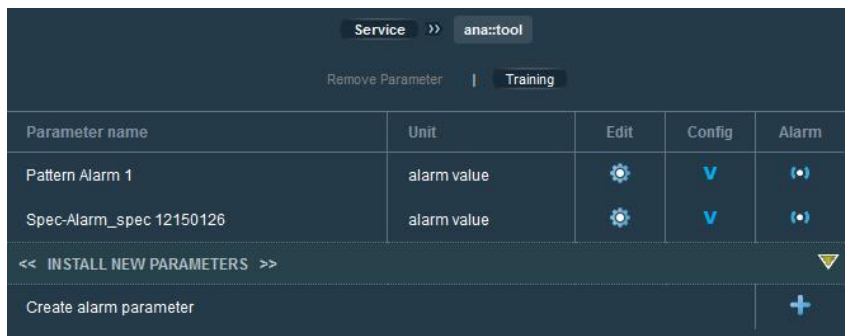 Service >> ana::tool
Remove Parameter | Training
Parameter name Unit Edit Config Alarm
Pattern Alarm 1 alarm value V
Spec-Alarm_spec 12150126 alarm value V
<< INSTALL NEW PARAMETERS >>
Create alarm parameter